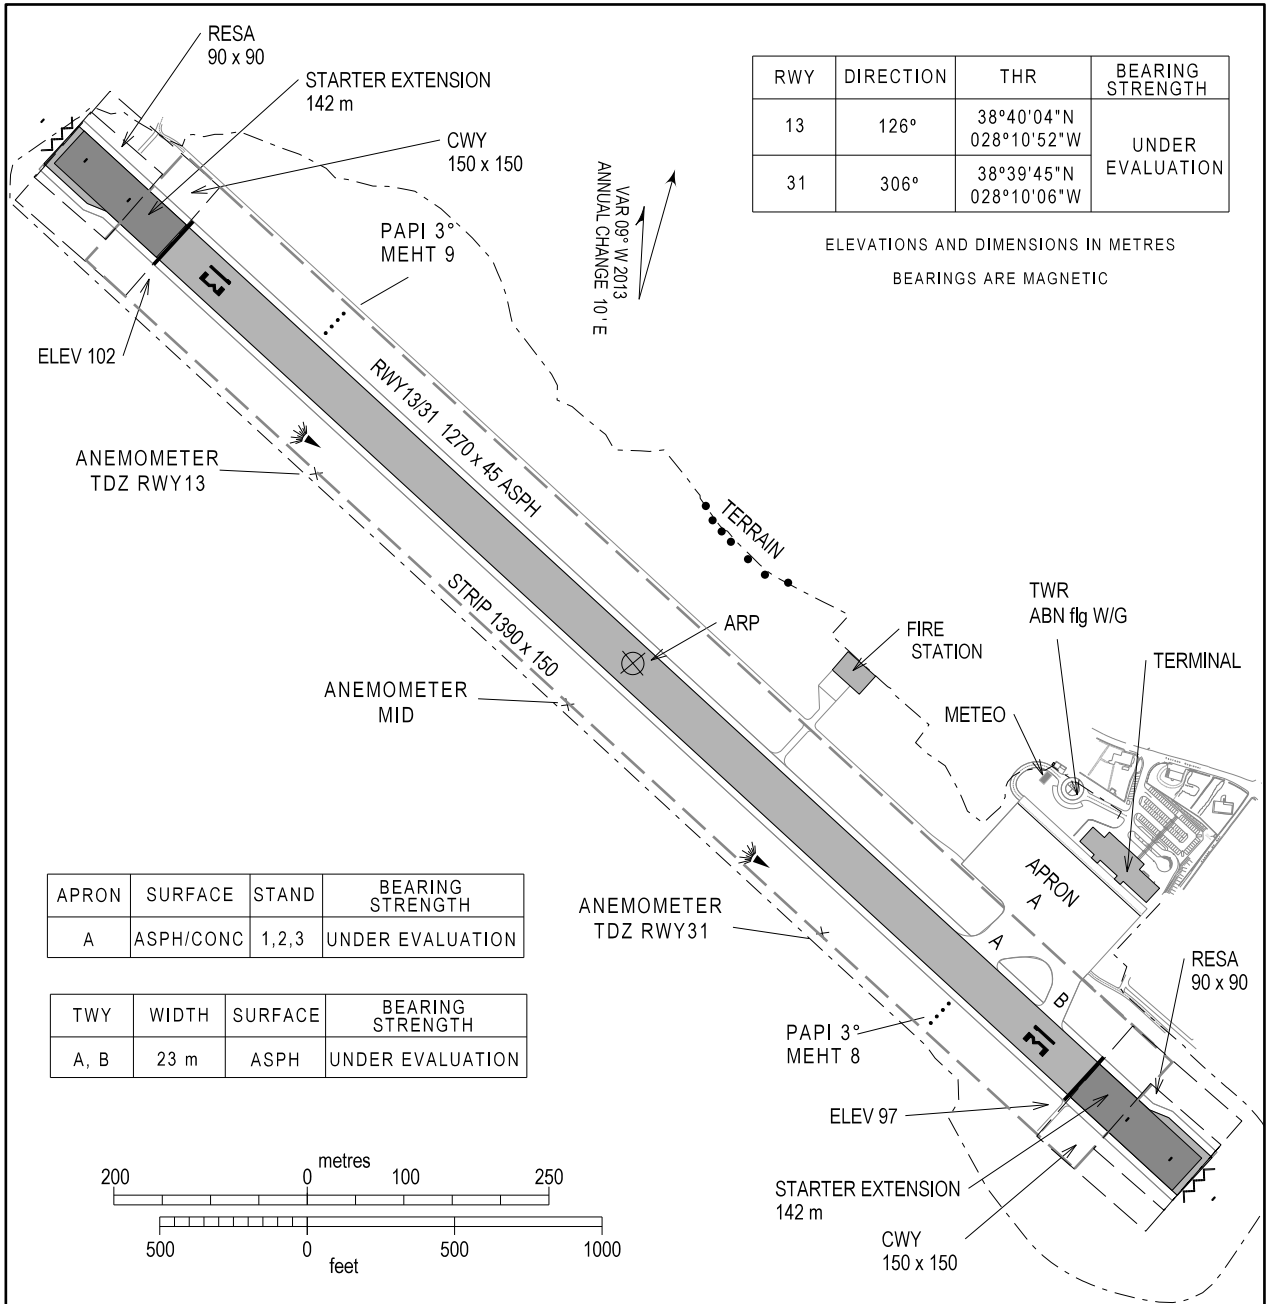 RESA
90 x 90
STARTER EXTENSION
142 m
CWY
150 x 150
PAPI 3°
MEHT 9
VAR 09° W 2013
ANNUAL CHANGE 10' E
RWY DIRECTION THR BEARING STRENGTH
13 126° 38°40'04"N 028°10'52"W UNDER EVALUATION
31 306° 38°39'45"N 028°10'06"W
ELEVATIONS AND DIMENSIONS IN METRES
BEARINGS ARE MAGNETIC
13
ELEV 102
RWY13/31 1270 x 45 ASPH
ANEMOMETER
TDZ RWY13
TERRAIN
STRIP 1390 x 150
ARP
TWR
ABN flg W/G
FIRE
STATION
TERMINAL
ANEMOMETER
MID
METEO
APRON
A
APRON SURFACE STAND BEARING STRENGTH
A ASPH/CONC 1,2,3 UNDER EVALUATION
ANEMOMETER
TDZ RWY31
A
B
RESA
90 x 90
TWY WIDTH SURFACE BEARING STRENGTH
A, B 23 m ASPH UNDER EVALUATION
PAPI 3°
MEHT 8
31
ELEV 97
STARTER EXTENSION
142 m
CWY
150 x 150
metres
200 0 100 250
500 0 500 1000
feet